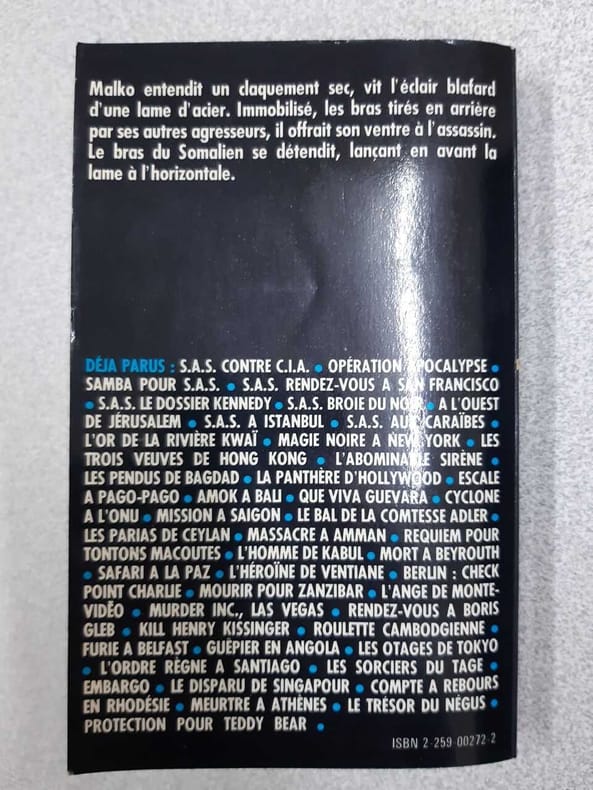 Malko entendit un claquement sec, vit l'éclair blafard
d'une lame d'acier. Immobilisé, les bras tirés en arrière
par ses autres agresseurs, il offrait son ventre à l'assassin.
Le bras du Somalien se détendit, lançant en avant la
lame à l'horizontale.
DÉJA PARUS : S.A.S. CONTRE C.I.A. • OPÉRATION APOCALYPSE •
SAMBA POUR S.A.S. • S.A.S. RENDEZ-VOUS A SAN FRANCISCO
• S.A.S. LE DOSSIER KENNEDY • S.A.S. BROIE DU NOIR • A L'OUEST
DE JÉRUSALEM • S.A.S. A ISTANBUL • S.A.S. AUX CARAÏBES •
L'OR DE LA RIVIÈRE KWAÏ • MAGIE NOIRE A NEW YORK • LES
TROIS VEUVES DE HONG KONG • L'ABOMINABLE SIRÈNE •
LES PENDUS DE BAGDAD • LA PANTHÈRE D'HOLLYWOOD • ESCALE
A PAGO-PAGO • AMOK A BALI • QUE VIVA GUEVARA • CYCLONE
A L'ONU • MISSION A SAIGON • LE BAL DE LA COMTESSE ADLER •
LES PARIAS DE CEYLAN • MASSACRE A AMMAN • REQUIEM POUR
TONTONS MACOUTES • L'HOMME DE KABUL • MORT A BEYROUTH
• SAFARI A LA PAZ • L'HÉROÏNE DE VIENTIANE • BERLIN : CHECK
POINT CHARLIE • MOURIR POUR ZANZIBAR • L'ANGE DE MONTE-
VIDÉO • MURDER INC., LAS VEGAS • RENDEZ-VOUS A BORIS
GLEB • KILL HENRY KISSINGER • ROULETTE CAMBODGIENNE •
FURIE A BELFAST • GUÉPIER EN ANGOLA • LES OTAGES DE TOKYO
• L'ORDRE RÈGNE A SANTIAGO • LES SORCIERS DU TAGE •
EMBARGO • LE DISPARU DE SINGAPOUR • COMPTE A REBOURS
EN RHODÉSIE • MEURTRE A ATHÈNES • LE TRÉSOR DU NÉGUS •
PROTECTION POUR TEDDY BEAR •
ISBN 2-259-00272-2